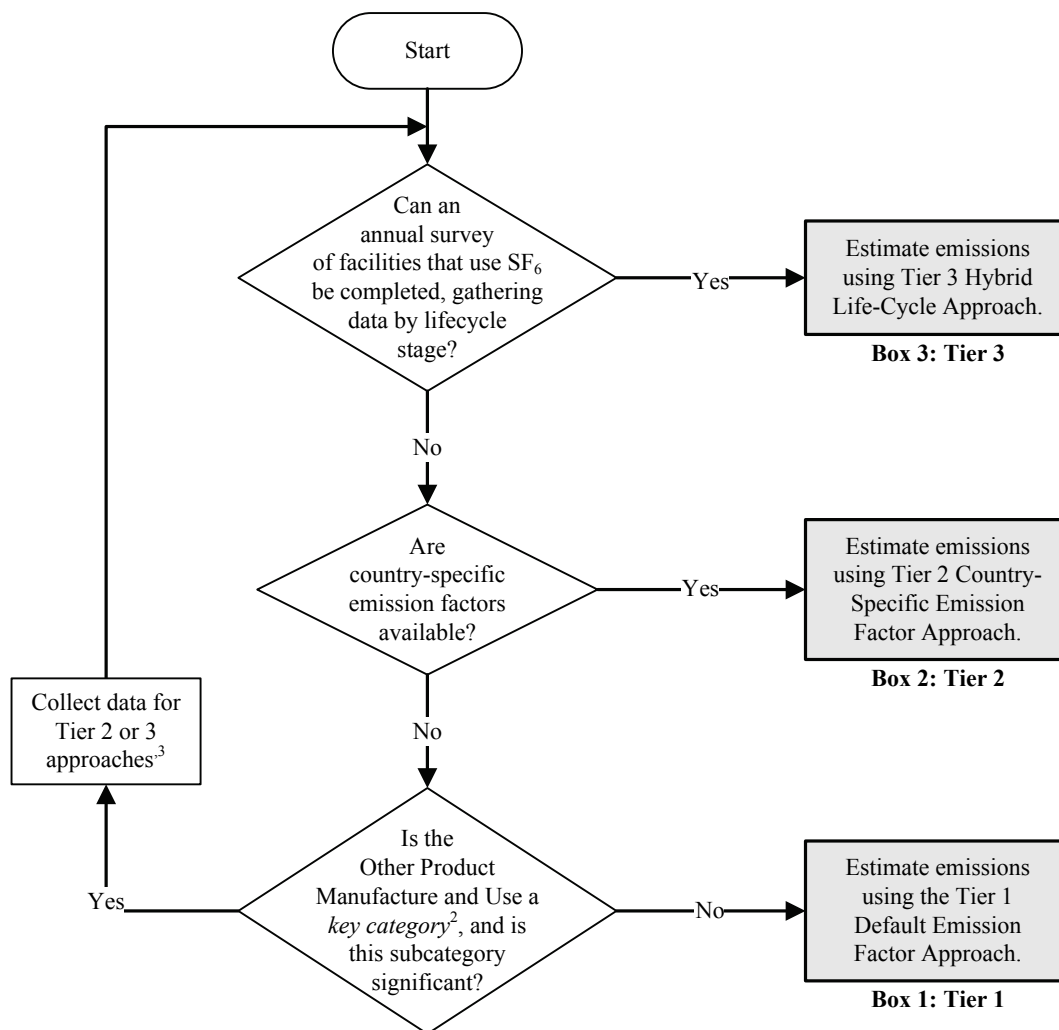 Start
Can an
annual survey
of facilities that use SF₆
be completed, gathering
data by lifecycle
stage?
Yes
Estimate emissions
using Tier 3 Hybrid
Life-Cycle Approach.
Box 3: Tier 3
No
Are
country-specific
emission factors
available?
Yes
Estimate emissions
using Tier 2 Country-
Specific Emission
Factor Approach.
Box 2: Tier 2
Collect data for
Tier 2 or 3
approaches,³
No
Is the
Other Product
Manufacture and Use a
key category², and is
this subcategory
significant?
Yes
No
Estimate emissions
using the Tier 1
Default Emission
Factor Approach.
Box 1: Tier 1